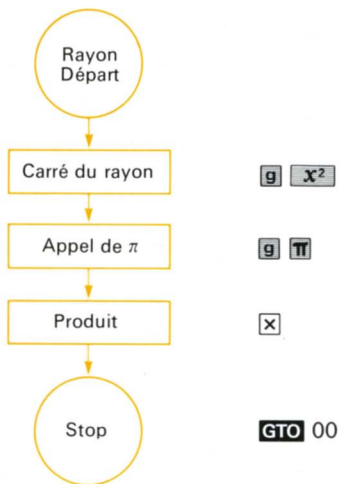 Rayon
Départ
Carré du rayon g x²
Appel de π g π
Produit ×
Stop GTO 00